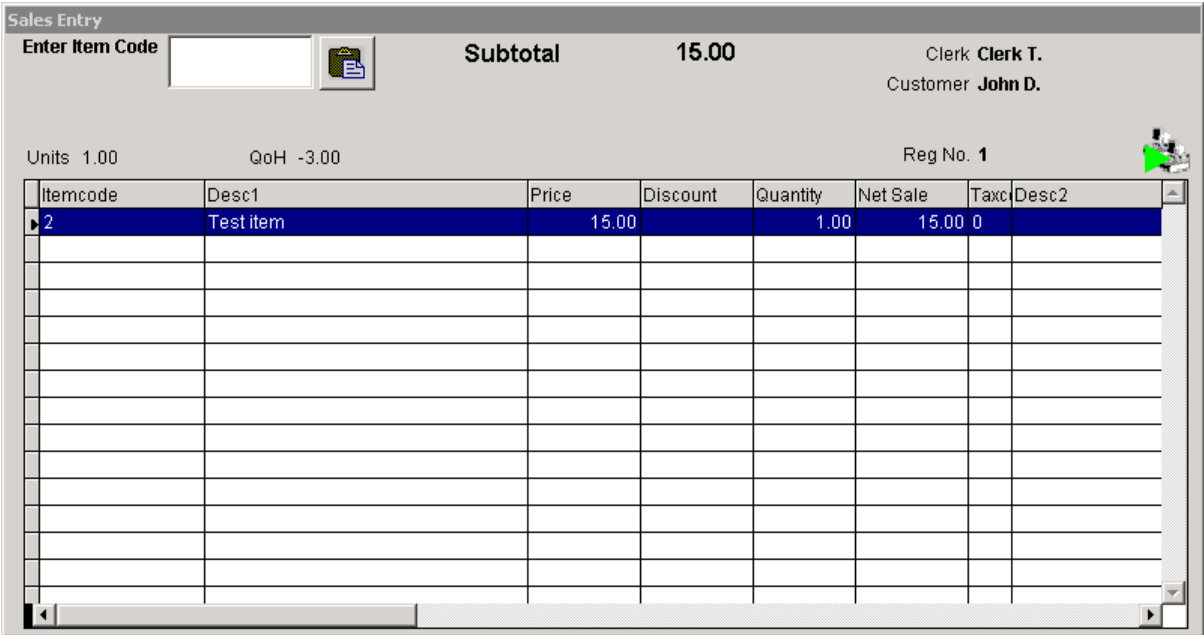 Sales Entry
Enter Item Code Subtotal 15.00 Clerk Clerk T.
Customer John D.
Units 1.00 QoH -3.00 Reg No. 1
Itemcode Desc1 Price Discount Quantity Net Sale Taxc Desc2
2 Test item 15.00 1.00 15.00 0